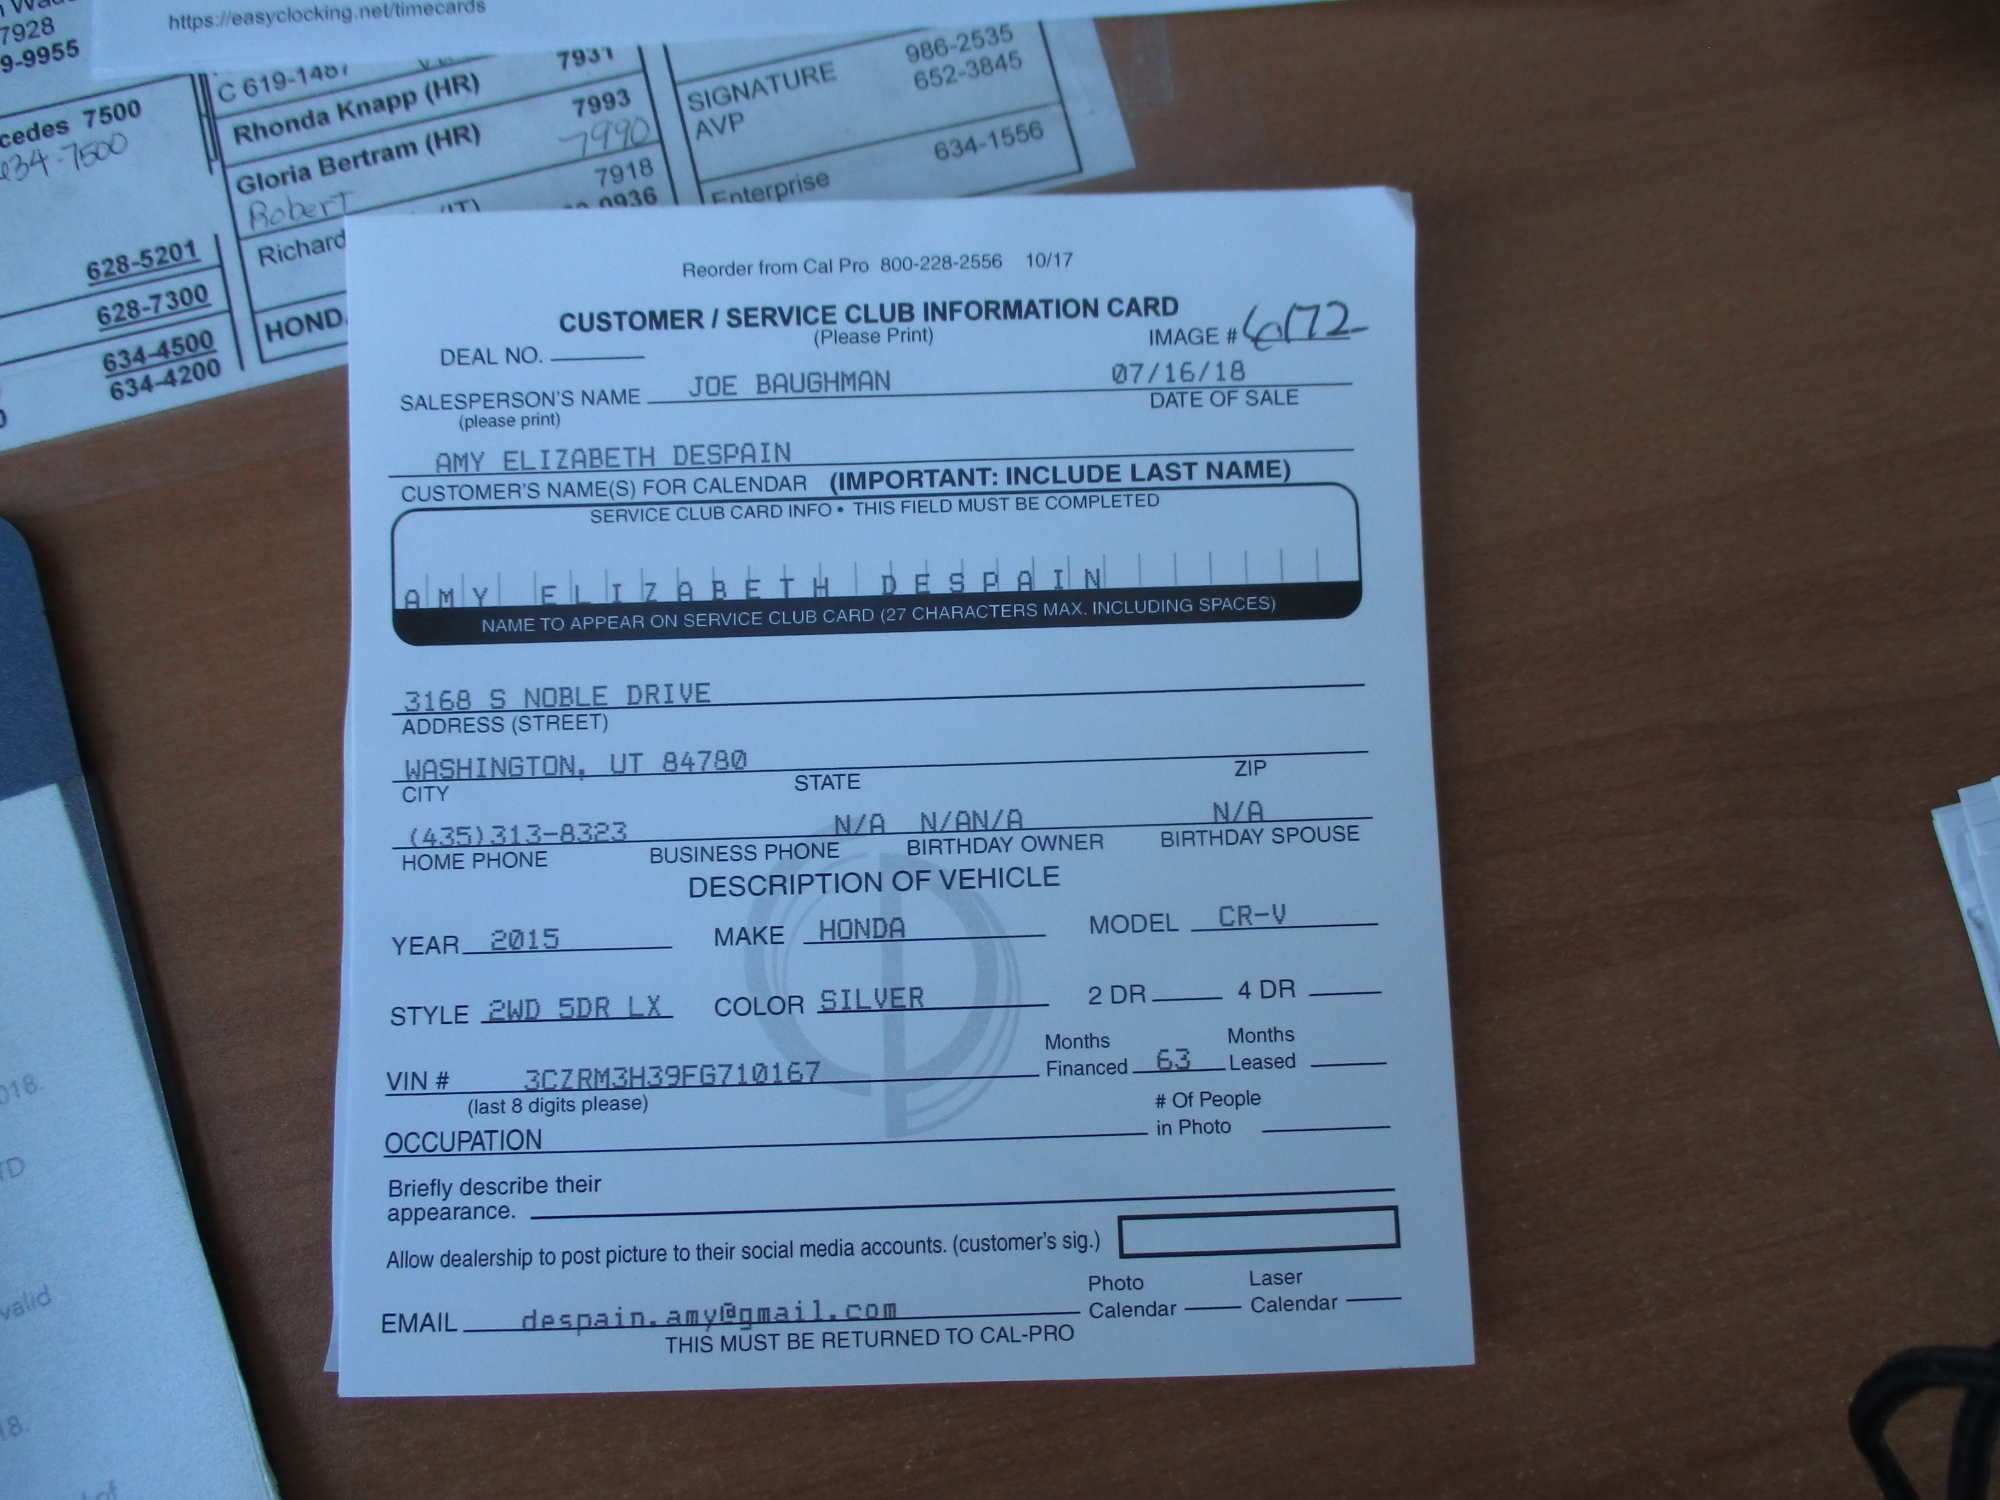 https://easyclocking.net/timecards
7928
9-9955
C 619-1487
7931
Rhonda Knapp (HR) 7993
Gloria Bertram (HR) 7990
Robert 7918
(IT) 0936
Richard
HOND
cedes 7500
634-7500
628-5201
628-7300
634-4500
634-4200
986-2535
SIGNATURE 652-3845
AVP
634-1556
Enterprise
Reorder from Cal Pro 800-228-2556 10/17
CUSTOMER / SERVICE CLUB INFORMATION CARD
(Please Print)
DEAL NO. IMAGE # 6172
SALESPERSON'S NAME JOE BAUGHMAN 07/16/18
(please print) DATE OF SALE
AMY ELIZABETH DESPAIN
CUSTOMER'S NAME(S) FOR CALENDAR (IMPORTANT: INCLUDE LAST NAME)
SERVICE CLUB CARD INFO • THIS FIELD MUST BE COMPLETED
AMY ELIZABETH DESPAIN
NAME TO APPEAR ON SERVICE CLUB CARD (27 CHARACTERS MAX. INCLUDING SPACES)
3168 S NOBLE DRIVE
ADDRESS (STREET)
WASHINGTON, UT 84780
CITY STATE ZIP
(435)313-8323 N/A N/AN/A N/A
HOME PHONE BUSINESS PHONE BIRTHDAY OWNER BIRTHDAY SPOUSE
DESCRIPTION OF VEHICLE
YEAR 2015 MAKE HONDA MODEL CR-V
STYLE 2WD 5DR LX COLOR SILVER 2 DR 4 DR
Months Months
VIN # 3CZRM3H39FG710167 Financed 63 Leased
(last 8 digits please)
# Of People
OCCUPATION in Photo
Briefly describe their
appearance.
Allow dealership to post picture to their social media accounts. (customer's sig.)
Photo Laser
EMAIL despain.amy@gmail.com Calendar Calendar
THIS MUST BE RETURNED TO CAL-PRO
018.
TD
valid
18.
of